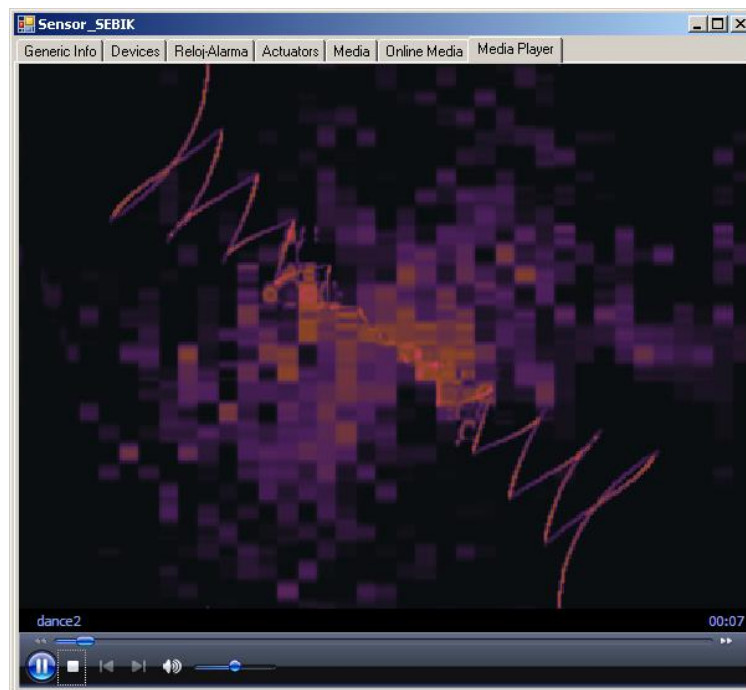 Sensor_SEBIK
Generic Info Devices Reloj-Alarma Actuators Media Online Media Media Player
dance2 00:07